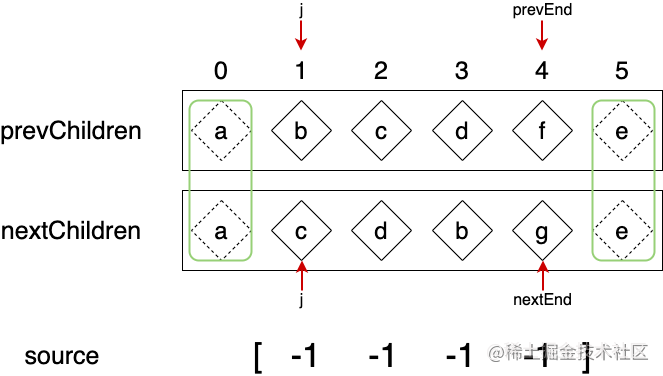 j prevEnd
0 1 2 3 4 5
prevChildren a b c d f e
nextChildren a c d b g e
j nextEnd
source [ -1 -1 -1 -1 ]
@稀土掘金技术社区